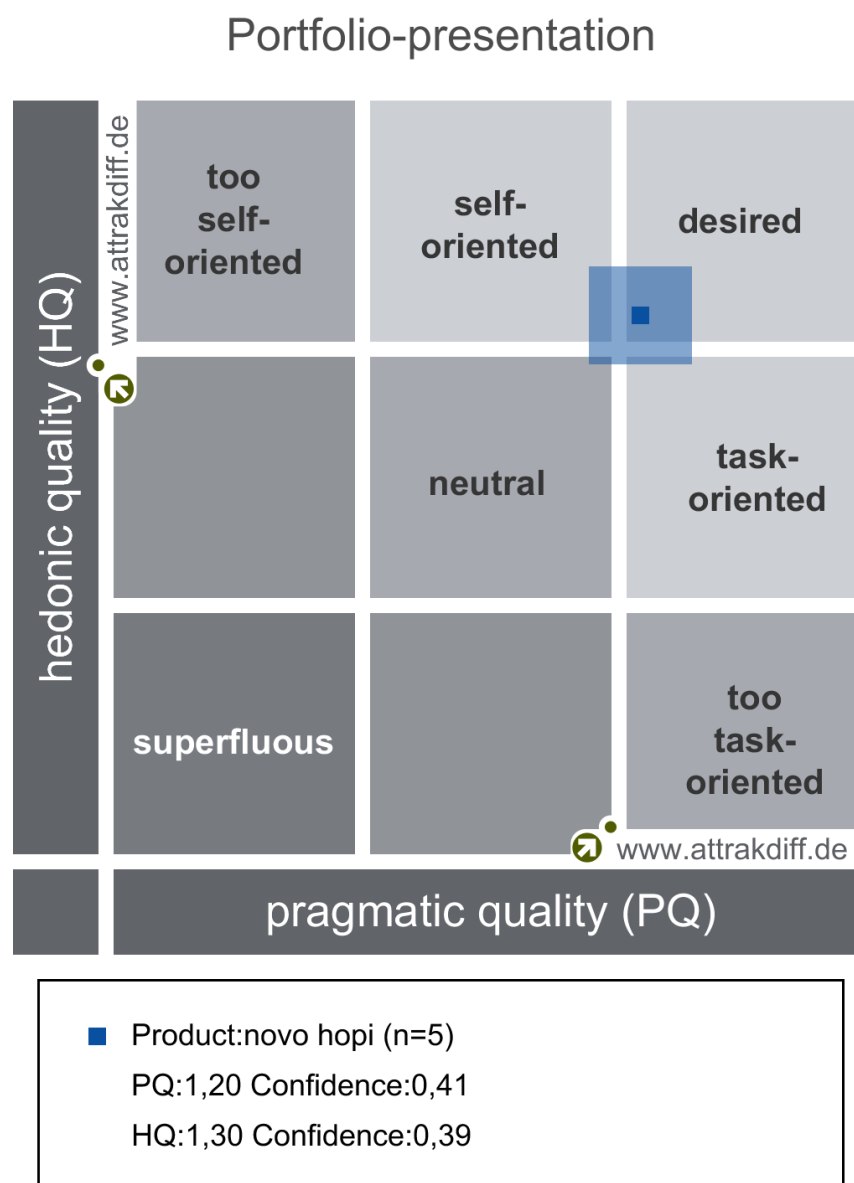 Portfolio-presentation
hedonic quality (HQ)
www.attrakdiff.de
too
self-
oriented
self-
oriented
desired
neutral
task-
oriented
superfluous
too
task-
oriented
www.attrakdiff.de
pragmatic quality (PQ)
Product:novo hopi (n=5)
PQ:1,20 Confidence:0,41
HQ:1,30 Confidence:0,39